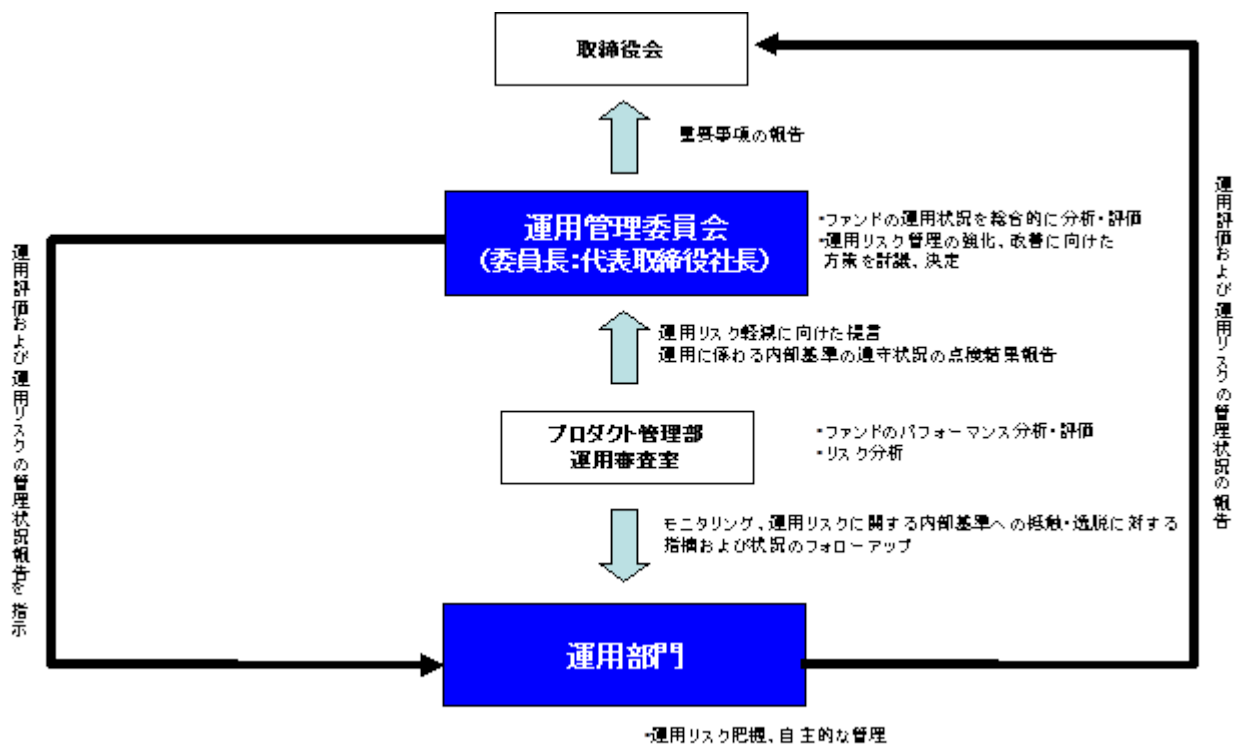 取締役会
重要事項の報告
運用管理委員会
(委員長:代表取締役社長)
・ファンドの運用状況を総合的に分析・評価
・運用リスク管理の強化、改善に向けた
方策を討議、決定
運用リスク軽減に向けた提言
運用に係わる内部基準の遵守状況の点検結果報告
プロダクト管理部
運用審査室
・ファンドのパフォーマンス分析・評価
・リスク分析
モニタリング、運用リスクに関する内部基準への抵触・逸脱に対する
指摘および状況のフォローアップ
運用部門
・運用リスク把握、自主的な管理
運用評価および運用リスクの管理状況報告を指示
運用評価および運用リスクの管理状況の報告